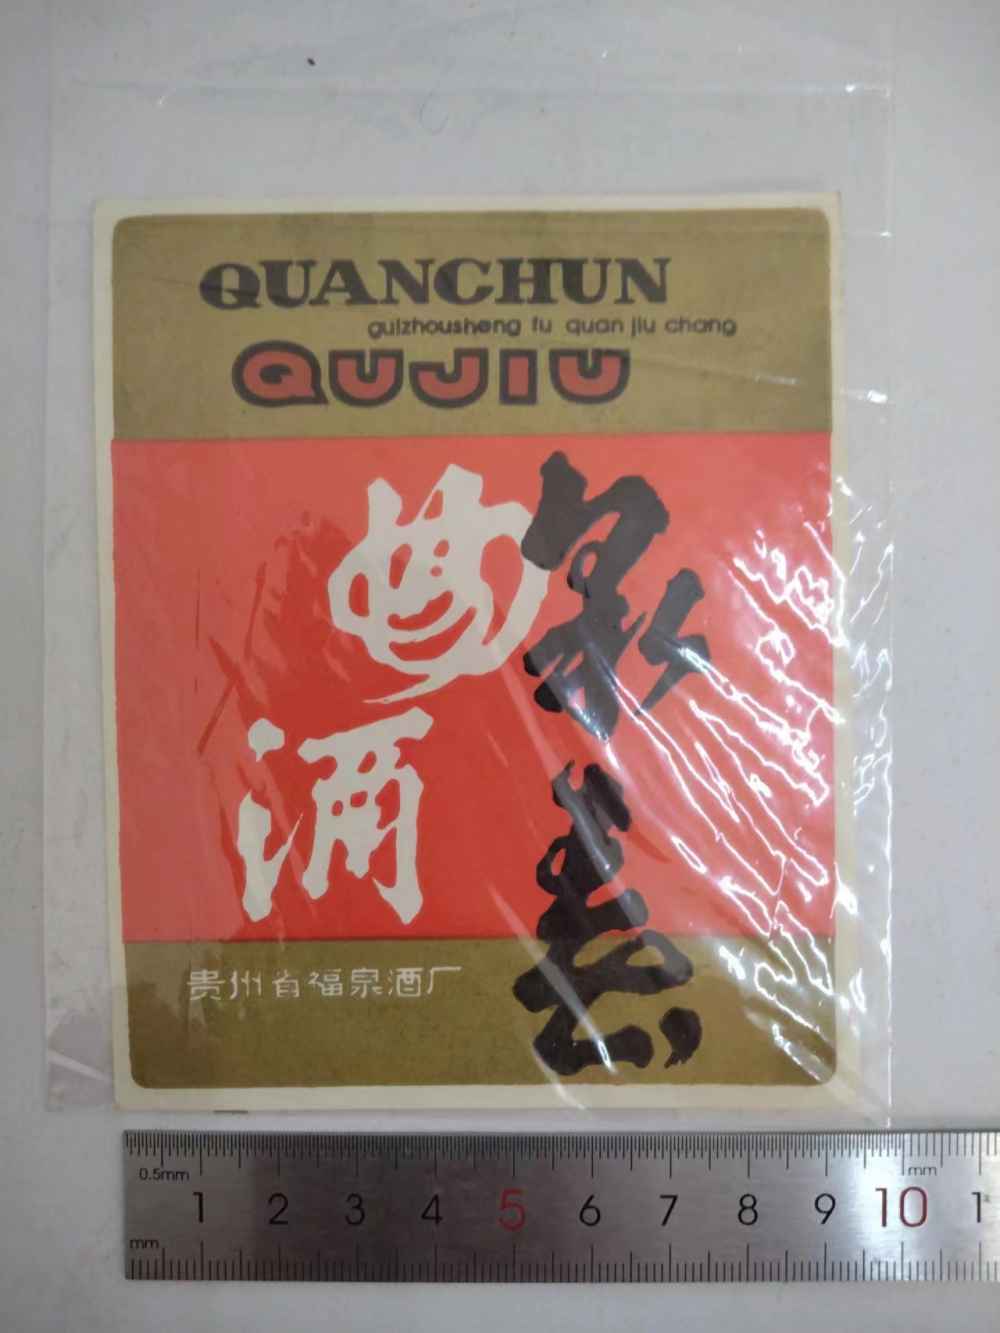 QUANCHUN
guizhousheng fu quan jiu chang
QUJIU
泉春
曲酒
贵州省福泉酒厂
0.5mm
mm
1 2 3 4 5 6 7 8 9 10 1
mm